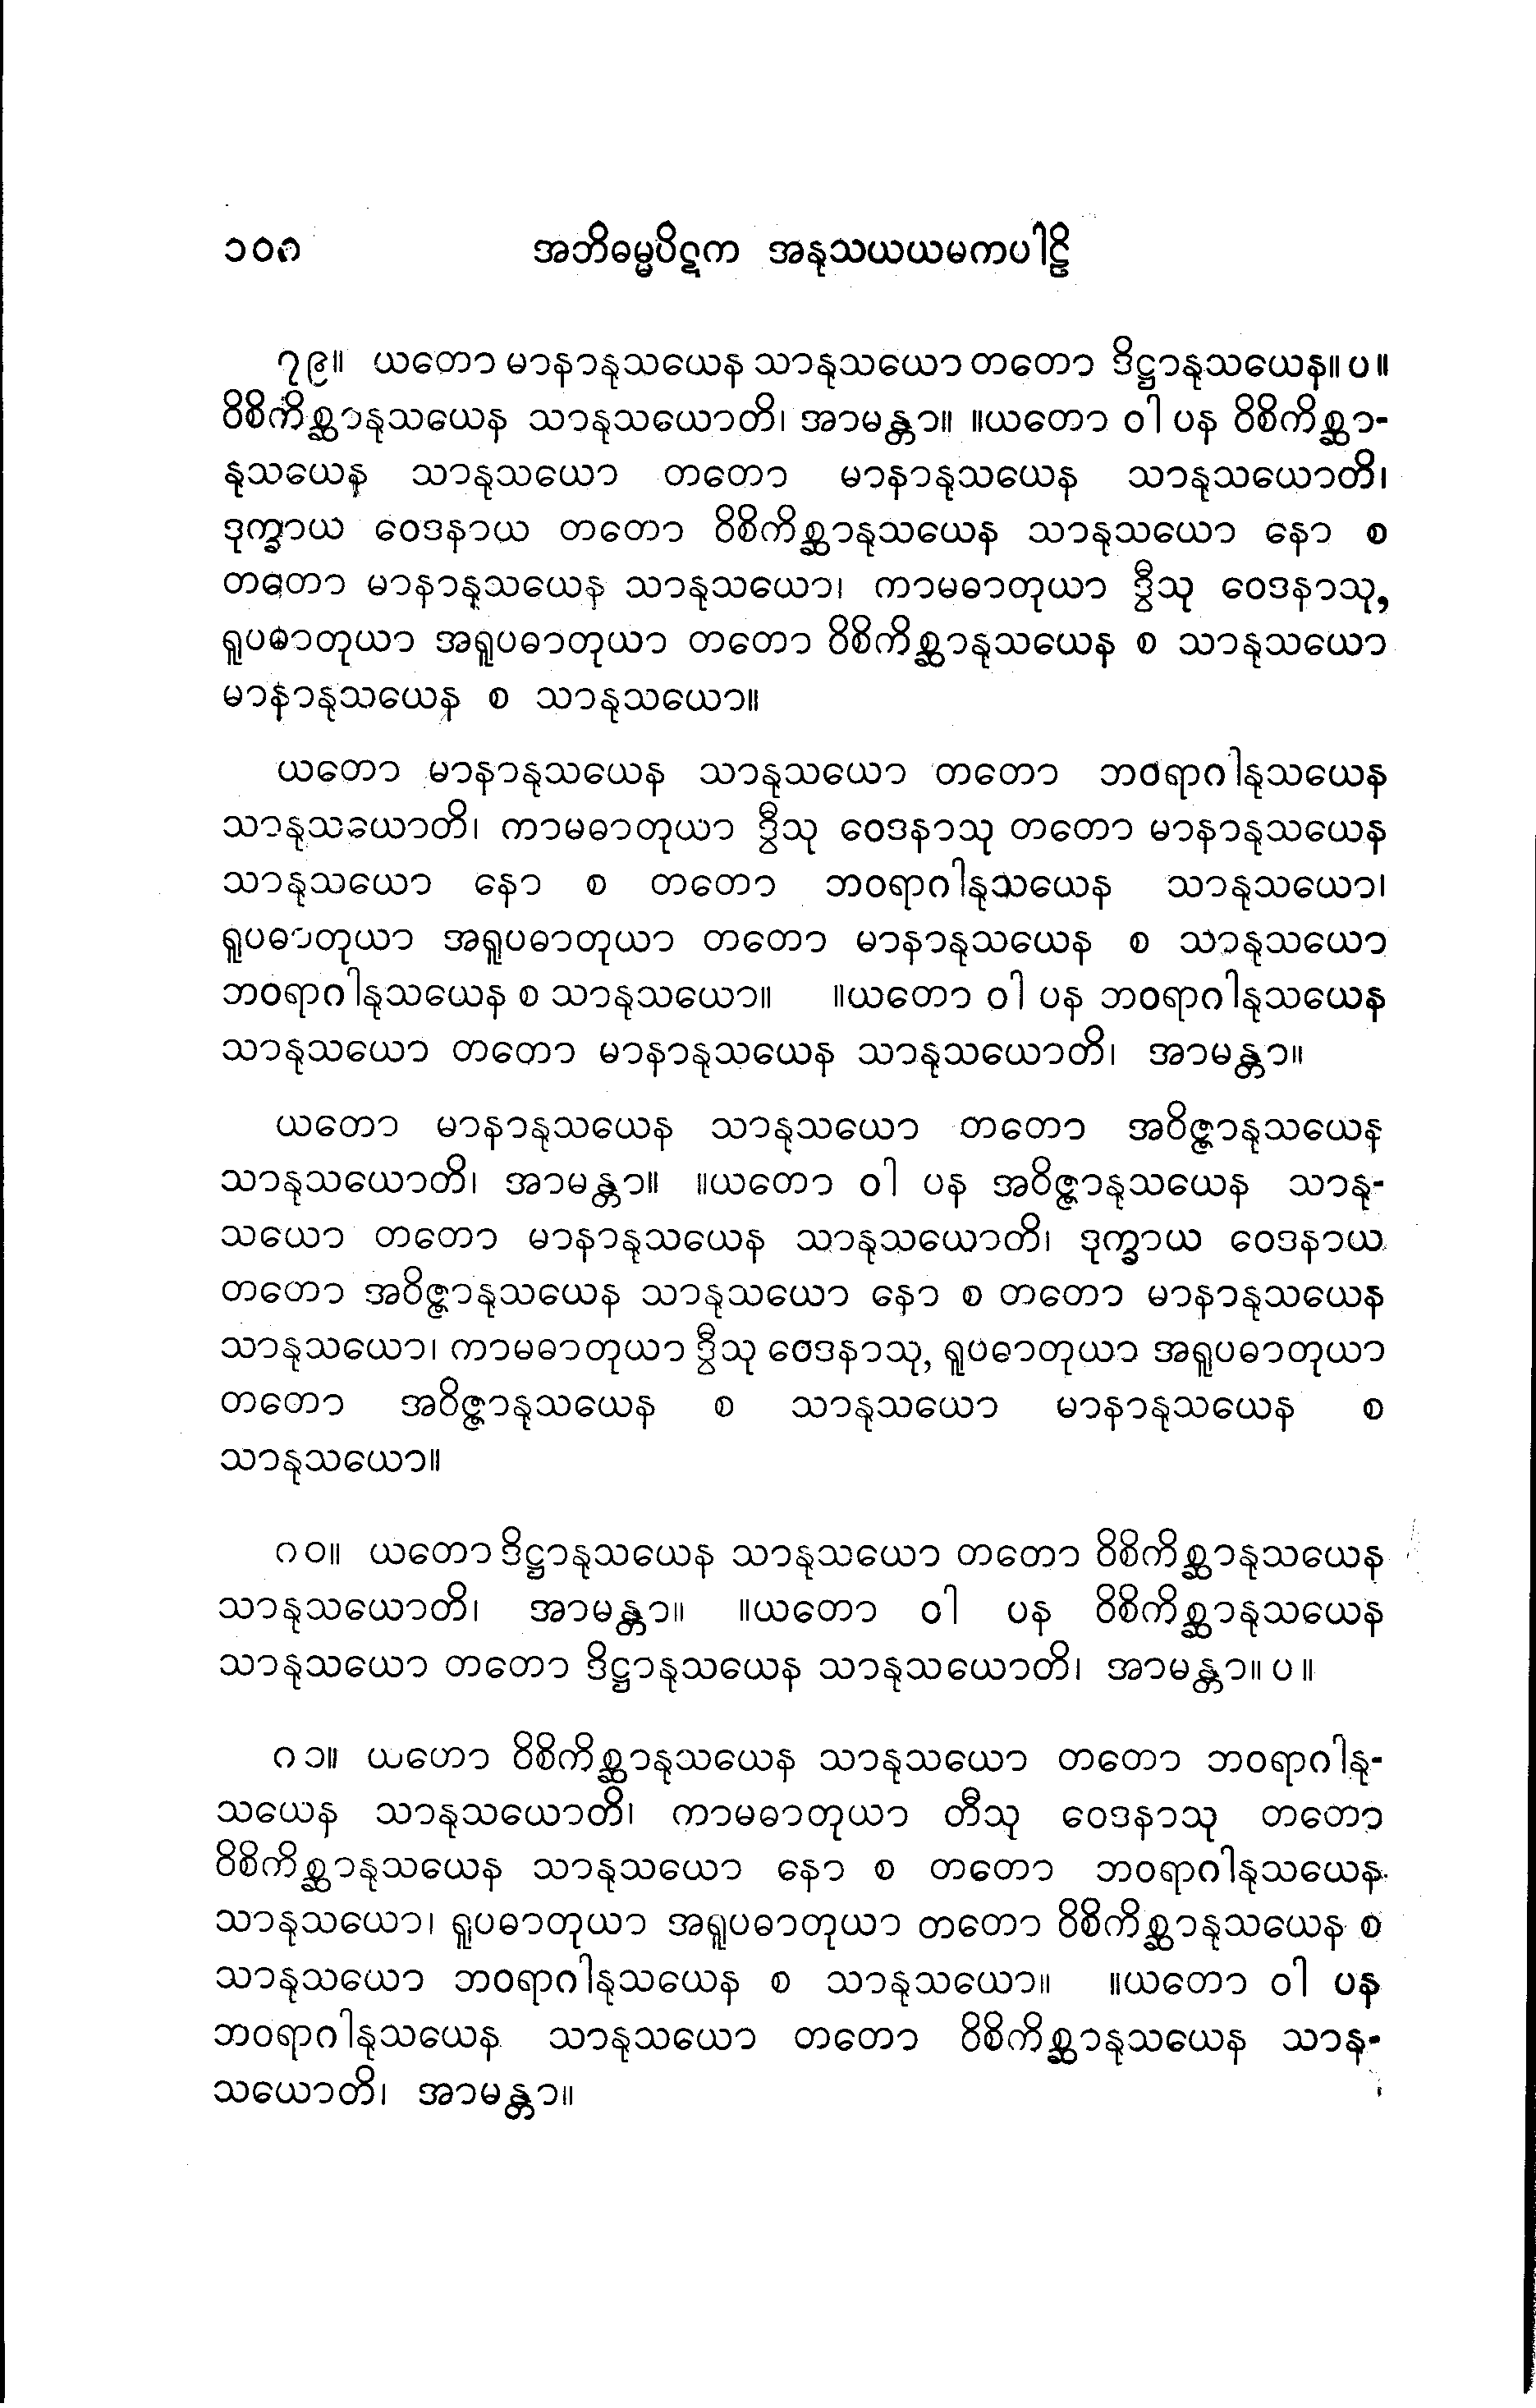 ၁၀၈ အဘိဓမ္မပိဋက အနုသယယမကပါဠိ
၇၉။ ယတော မာနာနုသယေန သာနုသယော တတော ဒိဋ္ဌာနုသယေန။ ပ။
ဝိစိကိစ္ဆာနုသယေန သာနုသယောတိ၊ အာမန္တာ။ ။ယတော ဝါ ပန ဝိစိကိစ္ဆာ-
နုသယေန သာနုသယော တတော မာနာနုသယေန သာနုသယောတိ၊
ဒုက္ခာယ ဝေဒနာယ တတော ဝိစိကိစ္ဆာနုသယေန သာနုသယော နော စ
တတော မာနာနုသယေန သာနုသယော၊ ကာမဓာတုယာ ဒွီသု ဝေဒနာသု,
ရူပဓာတုယာ အရူပဓာတုယာ တတော ဝိစိကိစ္ဆာနုသယေန စ သာနုသယော
မာနာနုသယေန စ သာနုသယော။
ယတော မာနာနုသယေန သာနုသယော တတော ဘဝရာဂါနုသယေန
သာနုသယောတိ၊ ကာမဓာတုယာ ဒွီသု ဝေဒနာသု တတော မာနာနုသယေန
သာနုသယော နော စ တတော ဘဝရာဂါနုသယေန သာနုသယော၊
ရူပဓာတုယာ အရူပဓာတုယာ တတော မာနာနုသယေန စ သာနုသယော
ဘဝရာဂါနုသယေန စ သာနုသယော။ ။ယတော ဝါ ပန ဘဝရာဂါနုသယေန
သာနုသယော တတော မာနာနုသယေန သာနုသယောတိ၊ အာမန္တာ။
ယတော မာနာနုသယေန သာနုသယော တတော အဝိဇ္ဇာနုသယေန
သာနုသယောတိ၊ အာမန္တာ။ ။ယတော ဝါ ပန အဝိဇ္ဇာနုသယေန သာနု-
သယော တတော မာနာနုသယေန သာနုသယောတိ၊ ဒုက္ခာယ ဝေဒနာယ
တတော အဝိဇ္ဇာနုသယေန သာနုသယော နော စ တတော မာနာနုသယေန
သာနုသယော၊ ကာမဓာတုယာ ဒွီသု ဝေဒနာသု, ရူပဓာတုယာ အရူပဓာတုယာ
တတော အဝိဇ္ဇာနုသယေန စ သာနုသယော မာနာနုသယေန စ
သာနုသယော။
၈၀။ ယတော ဒိဋ္ဌာနုသယေန သာနုသယော တတော ဝိစိကိစ္ဆာနုသယေန
သာနုသယောတိ၊ အာမန္တာ။ ။ယတော ဝါ ပန ဝိစိကိစ္ဆာနုသယေန
သာနုသယော တတော ဒိဋ္ဌာနုသယေန သာနုသယောတိ၊ အာမန္တာ။ ပ။
၈၁။ ယတော ဝိစိကိစ္ဆာနုသယေန သာနုသယော တတော ဘဝရာဂါနု-
သယေန သာနုသယောတိ၊ ကာမဓာတုယာ တီသု ဝေဒနာသု တတော
ဝိစိကိစ္ဆာနုသယေန သာနုသယော နော စ တတော ဘဝရာဂါနုသယေန
သာနုသယော၊ ရူပဓာတုယာ အရူပဓာတုယာ တတော ဝိစိကိစ္ဆာနုသယေန စ
သာနုသယော ဘဝရာဂါနုသယေန စ သာနုသယော။ ။ယတော ဝါ ပန
ဘဝရာဂါနုသယေန သာနုသယော တတော ဝိစိကိစ္ဆာနုသယေန သာန-
သယောတိ၊ အာမန္တာ။